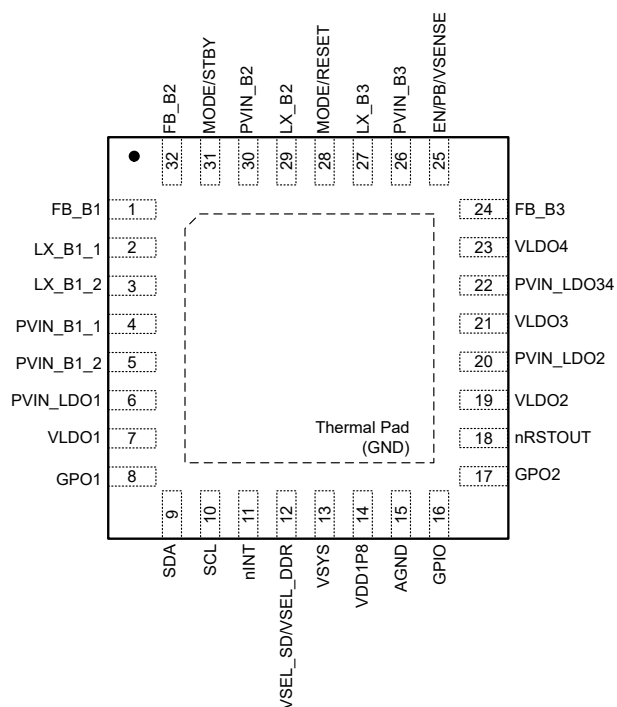 FB_B2
MODE/STBY
PVIN_B2
LX_B2
MODE/RESET
LX_B3
PVIN_B3
EN/PB/VSENSE
32
31
30
29
28
27
26
25
FB_B1 1
LX_B1_1 2
LX_B1_2 3
PVIN_B1_1 4
PVIN_B1_2 5
PVIN_LDO1 6
VLDO1 7
GPO1 8
24 FB_B3
23 VLDO4
22 PVIN_LDO34
21 VLDO3
20 PVIN_LDO2
19 VLDO2
18 nRSTOUT
17 GPO2
Thermal Pad
(GND)
9
10
11
12
13
14
15
16
SDA
SCL
nINT
VSEL_SD/VSEL_DDR
VSYS
VDD1P8
AGND
GPIO